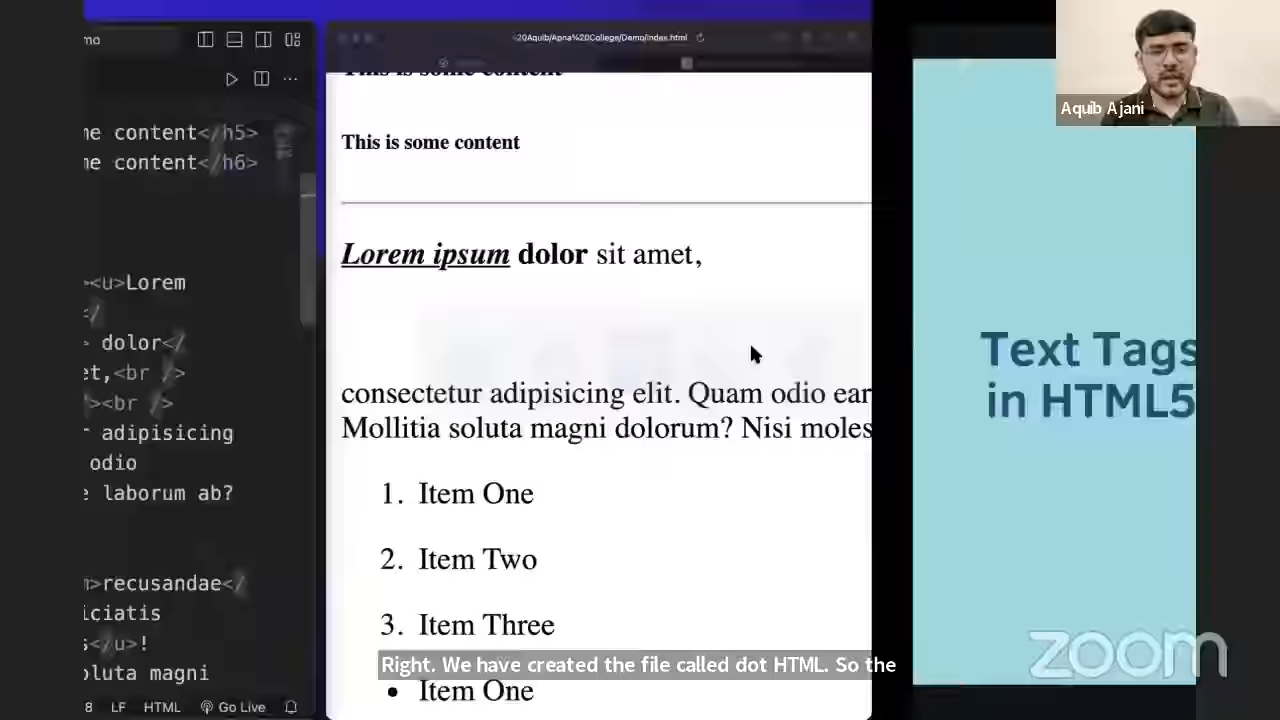 mo
me content</h5>
me content</h6>
><u>Lorem
</
> dolor</
et,<br />
"><br />
r adipisicing
odio
e laborum ab?
m>recusandae</
iciatis
s</u>!
oluta magni
8 LF HTML Go Live
%20Aquib/Apna%20College/Demo/index.html
This is some content
This is some content
Lorem ipsum dolor sit amet,
consectetur adipisicing elit. Quam odio ear
Mollitia soluta magni dolorum? Nisi moles
1. Item One
2. Item Two
3. Item Three
• Item One
Right. We have created the file called dot HTML. So the
Text Tags
in HTML5
Aquib Ajani
zoom